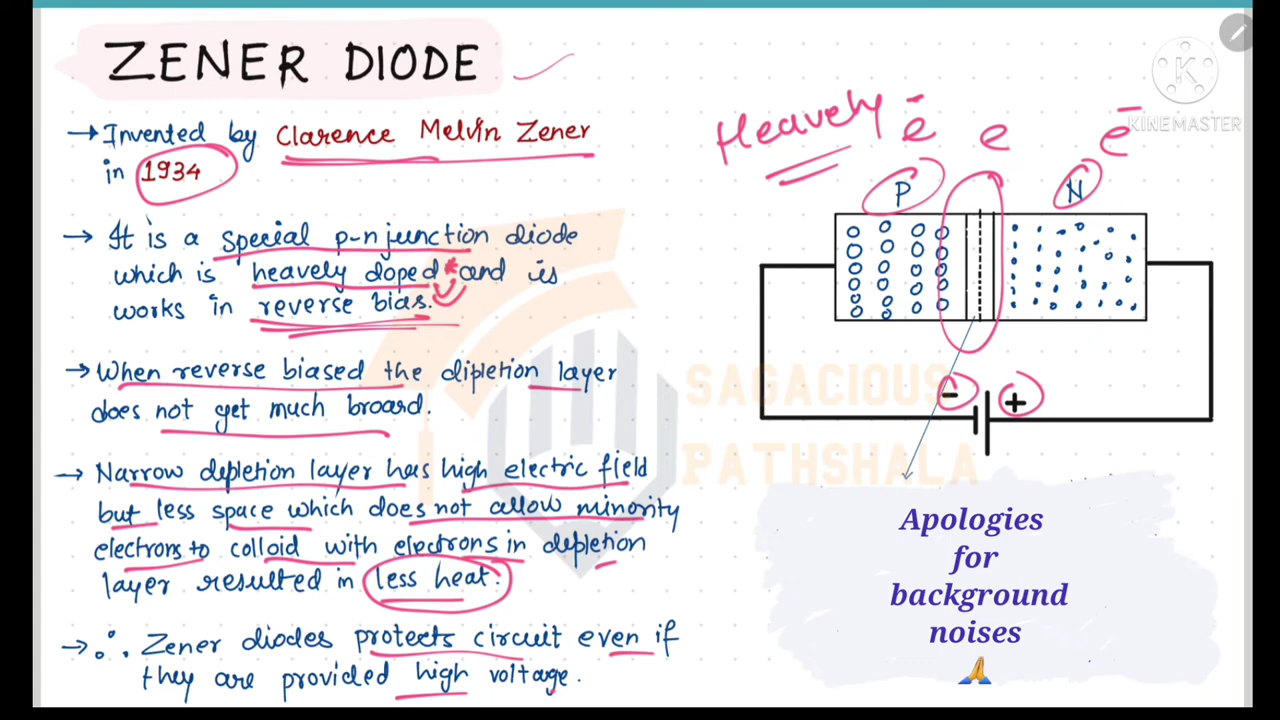 ZENER DIODE
→ Invented by Clarence Melvin Zener
in 1934
→ It is a special p-n junction diode
which is heavely doped * and is
works in reverse bias.
→ When reverse biased the dipletion layer
does not get much broard.
→ Narrow depletion layer has high electric field
but less space which does not allow minority
electrons to colloid with electrons in depletion
layer resulted in less heat.
→ ∴ Zener diodes protects circuit even if
they are provided high voltage.
KINEMASTER
K
Heavely ē e ē
P N
- +
SAGACIOUS
PATHSHALA
Apologies
for
background
noises
🙏